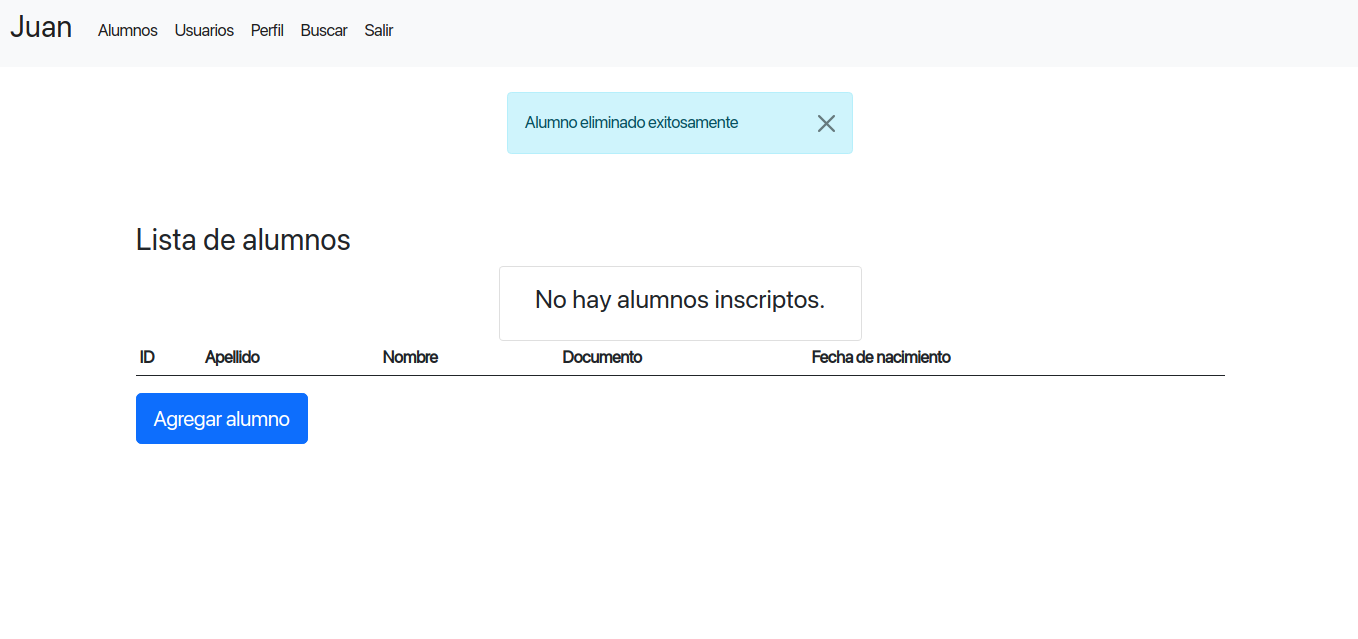 Juan Alumnos Usuarios Perfil Buscar Salir
Alumno eliminado exitosamente
Lista de alumnos
No hay alumnos inscriptos.
ID Apellido Nombre Documento Fecha de nacimiento
Agregar alumno